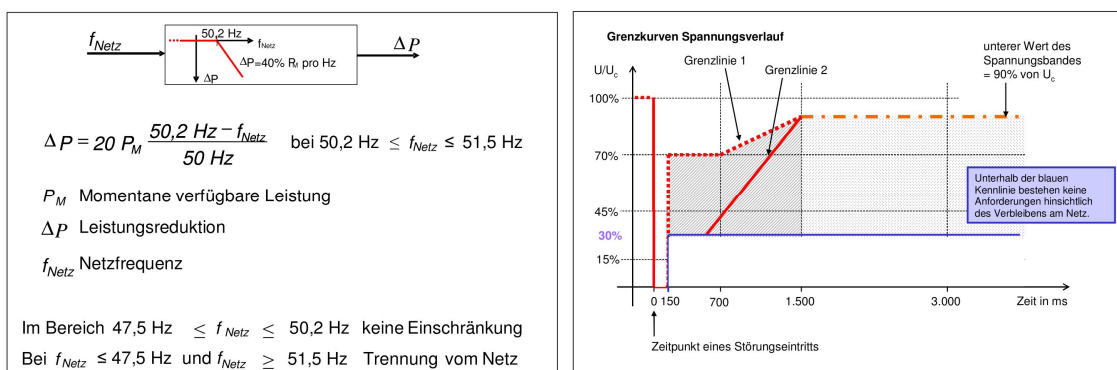 f_Netz
50,2 Hz
f_Netz
ΔP=40% P_M pro Hz
ΔP
ΔP
ΔP = 20 P_M (50,2 Hz – f_Netz) / 50 Hz bei 50,2 Hz ≤ f_Netz ≤ 51,5 Hz
P_M Momentane verfügbare Leistung
ΔP Leistungsreduktion
f_Netz Netzfrequenz
Im Bereich 47,5 Hz ≤ f_Netz ≤ 50,2 Hz keine Einschränkung
Bei f_Netz ≤ 47,5 Hz und f_Netz ≥ 51,5 Hz Trennung vom Netz
Grenzkurven Spannungsverlauf
U/U_c
Grenzlinie 1
Grenzlinie 2
unterer Wert des
Spannungsbandes
= 90% von U_c
100%
70%
45%
30%
15%
Unterhalb der blauen
Kennlinie bestehen keine
Anforderungen hinsichtlich
des Verbleibens am Netz.
0 150 700 1.500 3.000 Zeit in ms
Zeitpunkt eines Störungseintritts